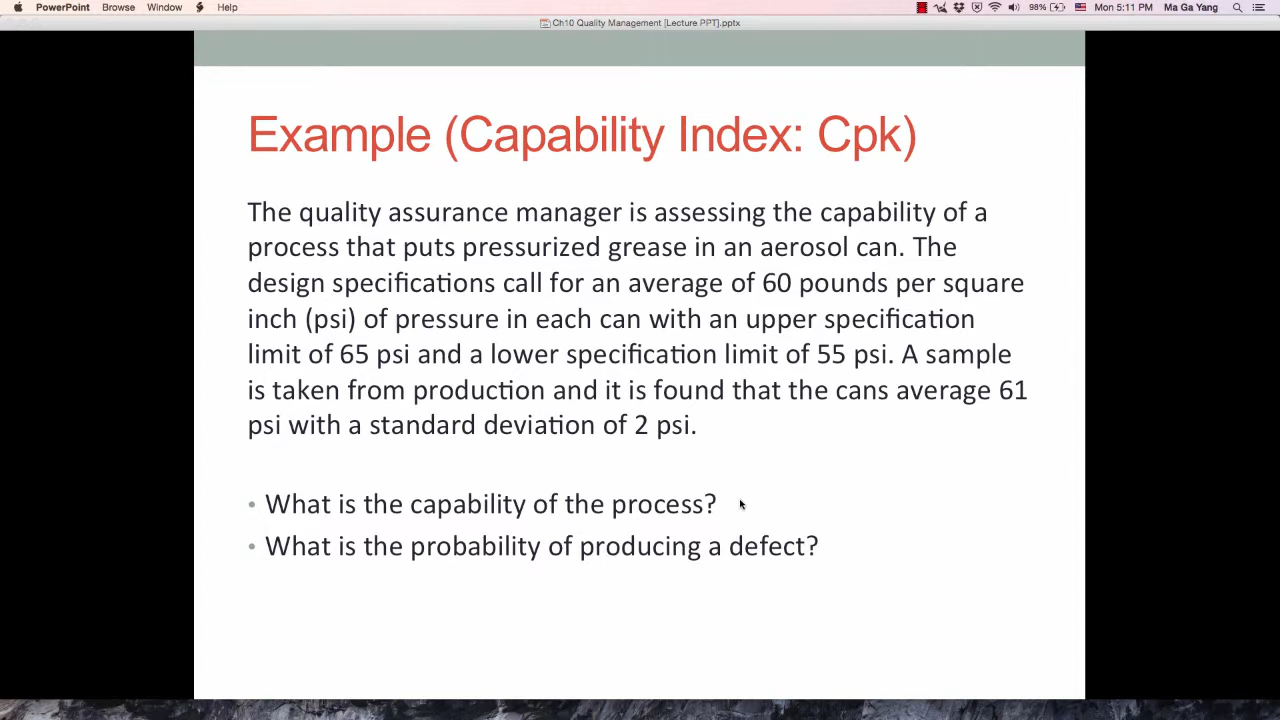 PowerPoint Browse Window Help 98% Mon 5:11 PM Ma Ga Yang
Ch10 Quality Management [Lecture PPT].pptx
Example (Capability Index: Cpk)
The quality assurance manager is assessing the capability of a
process that puts pressurized grease in an aerosol can. The
design specifications call for an average of 60 pounds per square
inch (psi) of pressure in each can with an upper specification
limit of 65 psi and a lower specification limit of 55 psi. A sample
is taken from production and it is found that the cans average 61
psi with a standard deviation of 2 psi.
• What is the capability of the process?
• What is the probability of producing a defect?